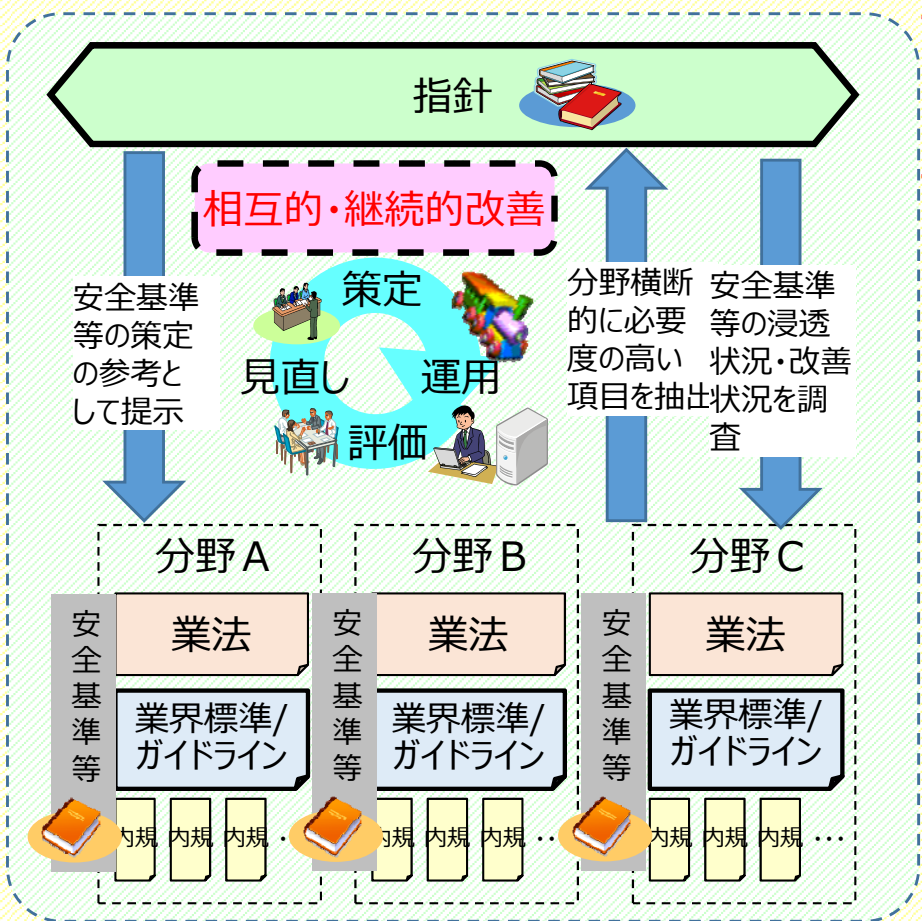 指針
相互的・継続的改善
安全基準
等の策定
の参考と
して提示
策定
見直し
運用
評価
分野横断
的に必要
度の高い
項目を抽出
安全基準
等の浸透
状況・改善
状況を調
査
分野A
安全基準等
業法
業界標準/
ガイドライン
内規 内規 内規 ・
分野B
安全基準等
業法
業界標準/
ガイドライン
内規 内規 内規 …
分野C
安全基準等
業法
業界標準/
ガイドライン
内規 内規 内規 …